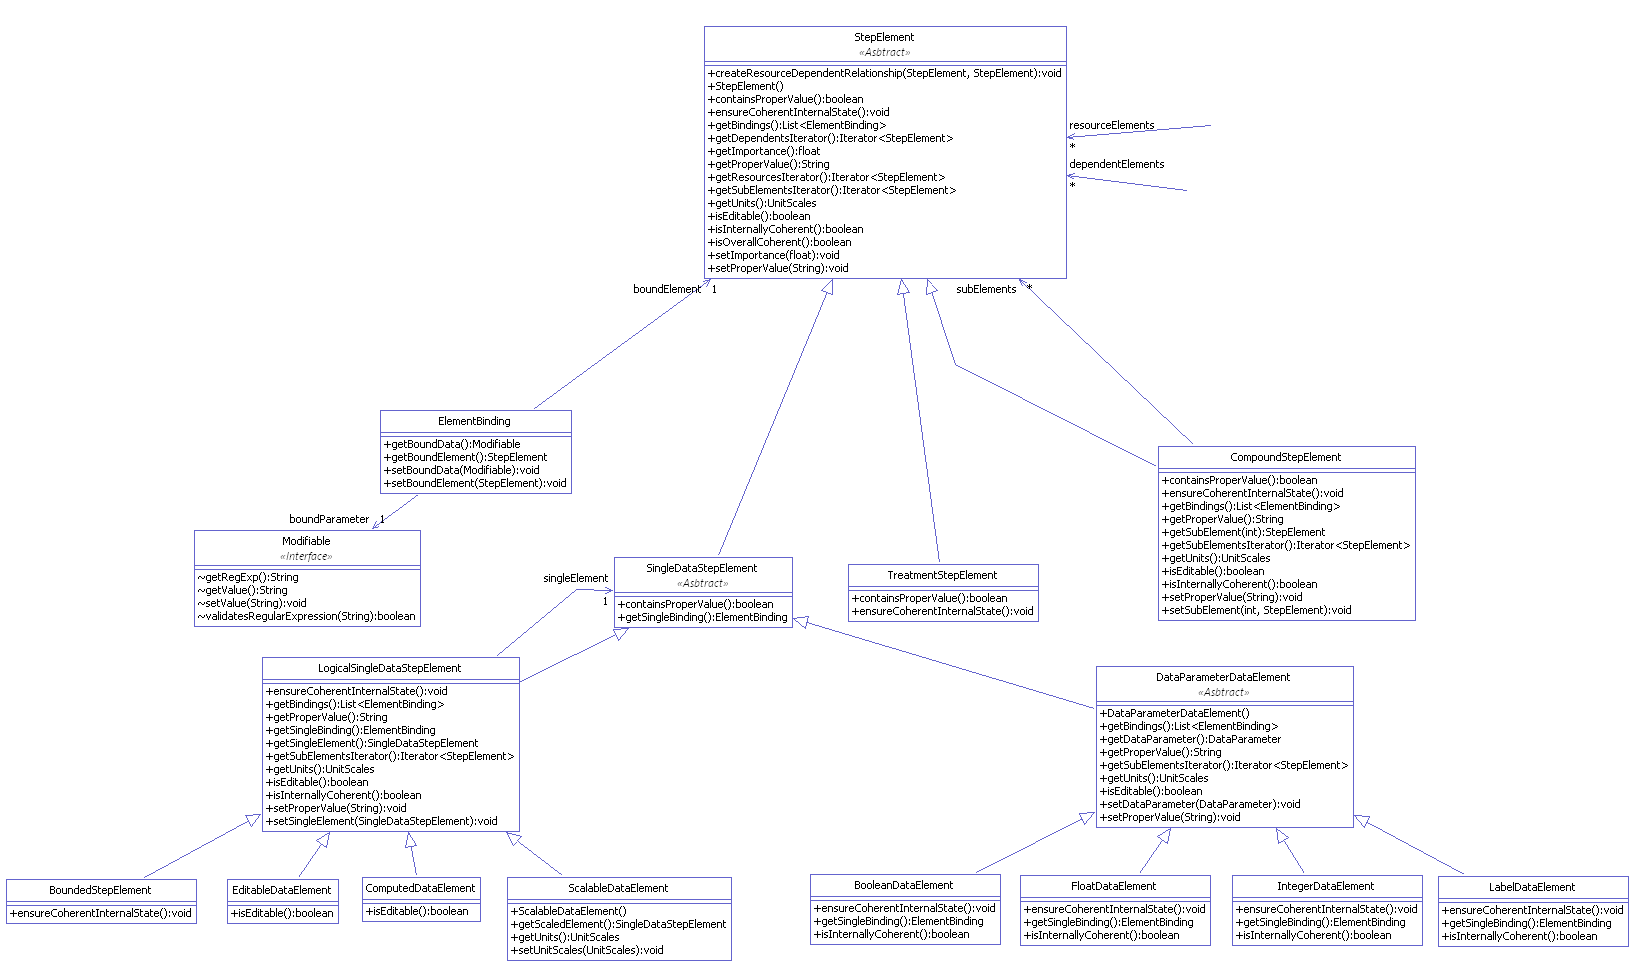 StepElement
«Asbtract»
+createResourceDependentRelationship(StepElement, StepElement):void
+StepElement()
+containsProperValue():boolean
+ensureCoherentInternalState():void
+getBindings():List<ElementBinding>
+getDependentsIterator():Iterator<StepElement>
+getImportance():float
+getProperValue():String
+getResourcesIterator():Iterator<StepElement>
+getSubElementsIterator():Iterator<StepElement>
+getUnits():UnitScales
+isEditable():boolean
+isInternallyCoherent():boolean
+isOverallCoherent():boolean
+setImportance(float):void
+setProperValue(String):void
resourceElements
*
dependentElements
*
boundElement 1
subElements *
ElementBinding
+getBoundData():Modifiable
+getBoundElement():StepElement
+setBoundData(Modifiable):void
+setBoundElement(StepElement):void
boundParameter 1
Modifiable
«Interface»
~getRegExp():String
~getValue():String
~setValue(String):void
~validatesRegularExpression(String):boolean
CompoundStepElement
+containsProperValue():boolean
+ensureCoherentInternalState():void
+getBindings():List<ElementBinding>
+getProperValue():String
+getSubElement(int):StepElement
+getSubElementsIterator():Iterator<StepElement>
+getUnits():UnitScales
+isEditable():boolean
+isInternallyCoherent():boolean
+setProperValue(String):void
+setSubElement(int, StepElement):void
singleElement
1
SingleDataStepElement
«Asbtract»
+containsProperValue():boolean
+getSingleBinding():ElementBinding
TreatmentStepElement
+containsProperValue():boolean
+ensureCoherentInternalState():void
LogicalSingleDataStepElement
+ensureCoherentInternalState():void
+getBindings():List<ElementBinding>
+getProperValue():String
+getSingleBinding():ElementBinding
+getSingleElement():SingleDataStepElement
+getSubElementsIterator():Iterator<StepElement>
+getUnits():UnitScales
+isEditable():boolean
+isInternallyCoherent():boolean
+setProperValue(String):void
+setSingleElement(SingleDataStepElement):void
DataParameterDataElement
«Asbtract»
+DataParameterDataElement()
+getBindings():List<ElementBinding>
+getDataParameter():DataParameter
+getProperValue():String
+getSubElementsIterator():Iterator<StepElement>
+getUnits():UnitScales
+isEditable():boolean
+setDataParameter(DataParameter):void
+setProperValue(String):void
BoundedStepElement
+ensureCoherentInternalState():void
EditableDataElement
+isEditable():boolean
ComputedDataElement
+isEditable():boolean
ScalableDataElement
+ScalableDataElement()
+getScaledElement():SingleDataStepElement
+getUnits():UnitScales
+setUnitScales(UnitScales):void
BooleanDataElement
+ensureCoherentInternalState():void
+getSingleBinding():ElementBinding
+isInternallyCoherent():boolean
FloatDataElement
+ensureCoherentInternalState():void
+getSingleBinding():ElementBinding
+isInternallyCoherent():boolean
IntegerDataElement
+ensureCoherentInternalState():void
+getSingleBinding():ElementBinding
+isInternallyCoherent():boolean
LabelDataElement
+ensureCoherentInternalState():void
+getSingleBinding():ElementBinding
+isInternallyCoherent():boolean